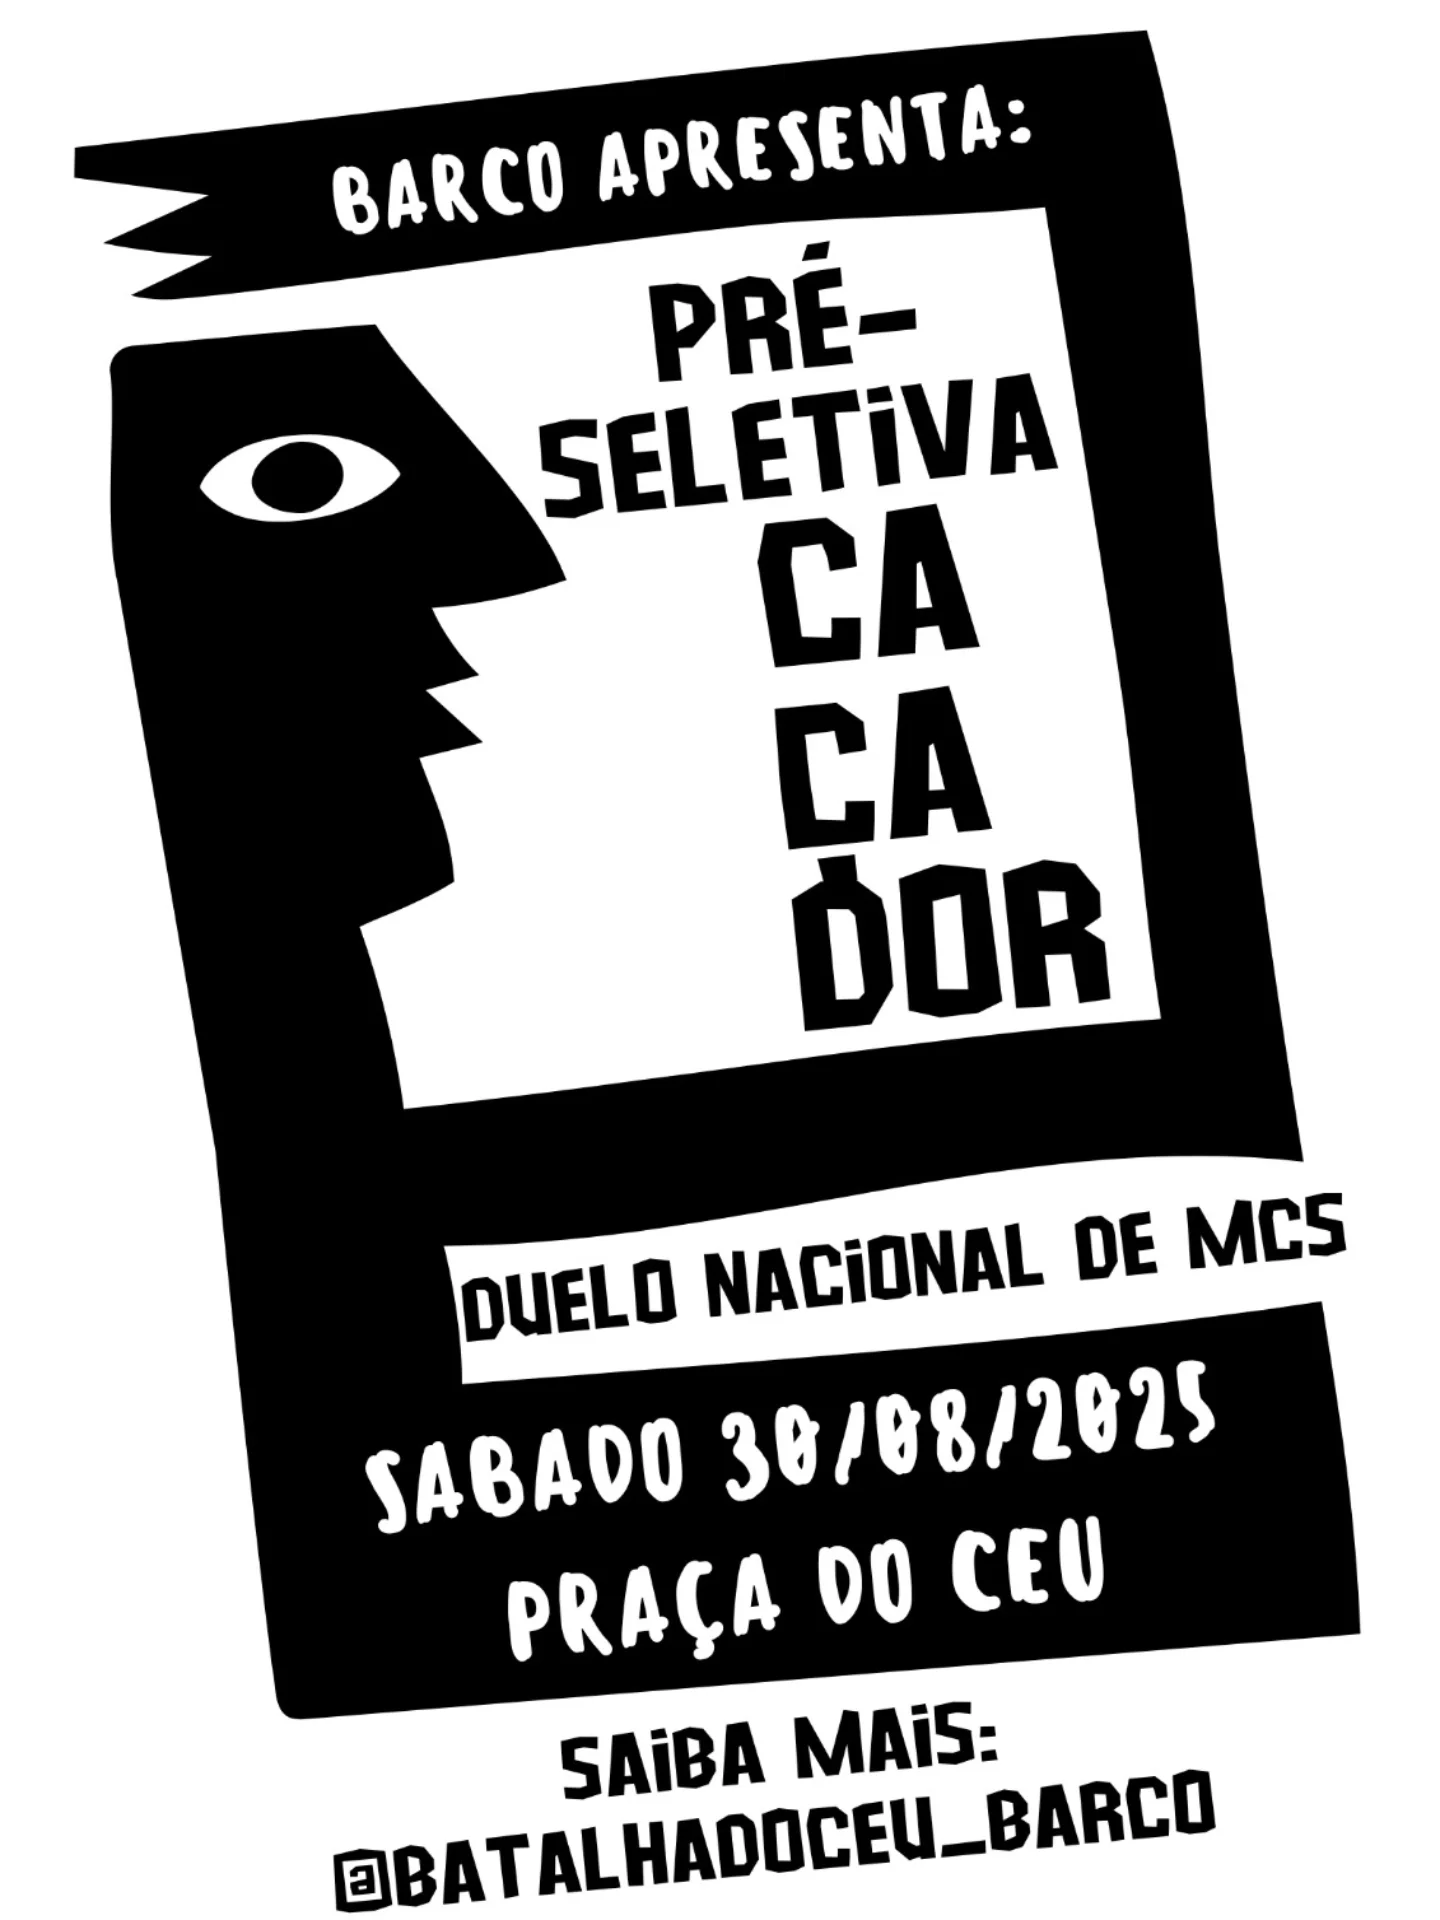 BARCO APRESENTA:
PRÉ-
SELETIVA
CA
ÇA
DOR
DUELO NACIONAL DE MCS
SABADO 30/08/2025
PRAÇA DO CEU
SAIBA MAIS:
@BATALHADOCEU_BARCO